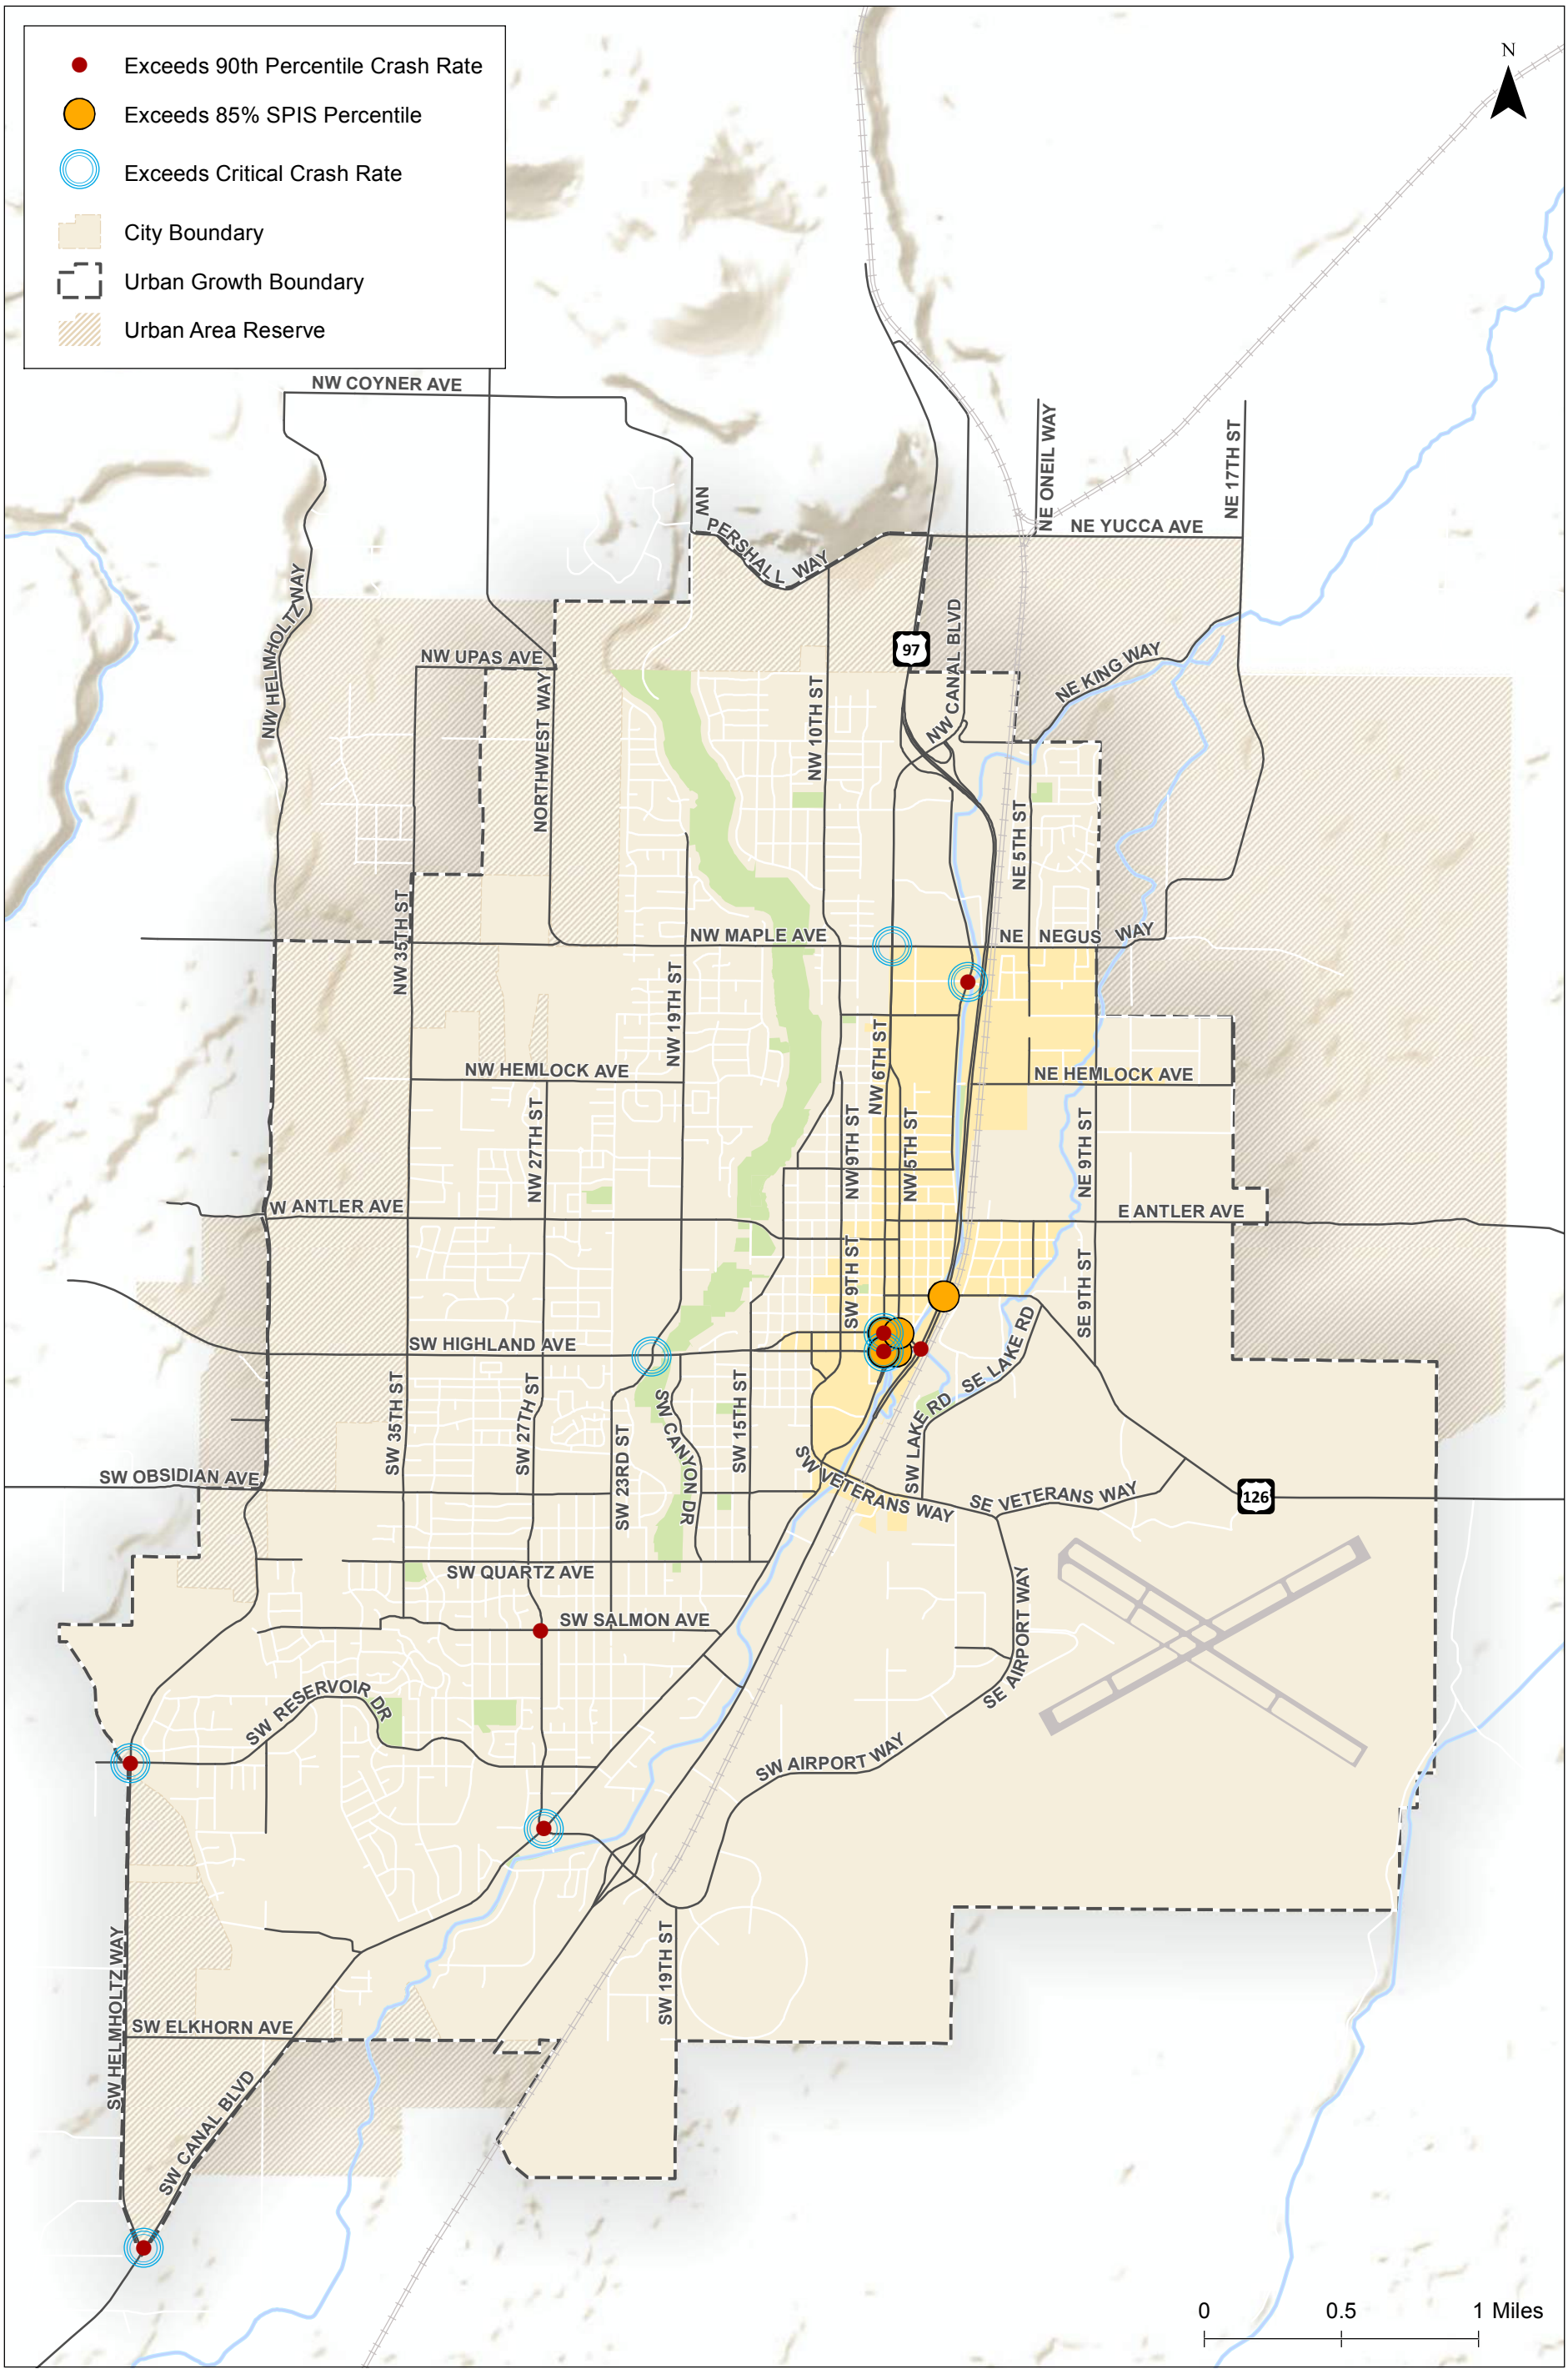 Exceeds 90th Percentile Crash Rate
Exceeds 85% SPIS Percentile
Exceeds Critical Crash Rate
City Boundary
Urban Growth Boundary
Urban Area Reserve
N
NW COYNER AVE
NE ONEIL WAY
NE 17TH ST
NW PERSHALL WAY
NE YUCCA AVE
NW HELMHOLTZ WAY
NW UPAS AVE
97
NW CANAL BLVD
NE KING WAY
NORTHWEST WAY
NW 10TH ST
NE 5TH ST
NW 35TH ST
NW MAPLE AVE
NE NEGUS WAY
NW 19TH ST
NW 6TH ST
NW HEMLOCK AVE
NE HEMLOCK AVE
NW 27TH ST
NW 9TH ST
NW 5TH ST
NE 9TH ST
W ANTLER AVE
E ANTLER AVE
SW 9TH ST
SE 9TH ST
SW HIGHLAND AVE
SE LAKE RD
SW 35TH ST
SW 27TH ST
SW 23RD ST
SW CANYON DR
SW 15TH ST
SW LAKE RD
SW OBSIDIAN AVE
SW VETERANS WAY
SE VETERANS WAY
126
SW QUARTZ AVE
SW SALMON AVE
SE AIRPORT WAY
SW RESERVOIR DR
SW AIRPORT WAY
SW HELMHOLTZ WAY
SW 19TH ST
SW ELKHORN AVE
SW CANAL BLVD
0 0.5 1 Miles